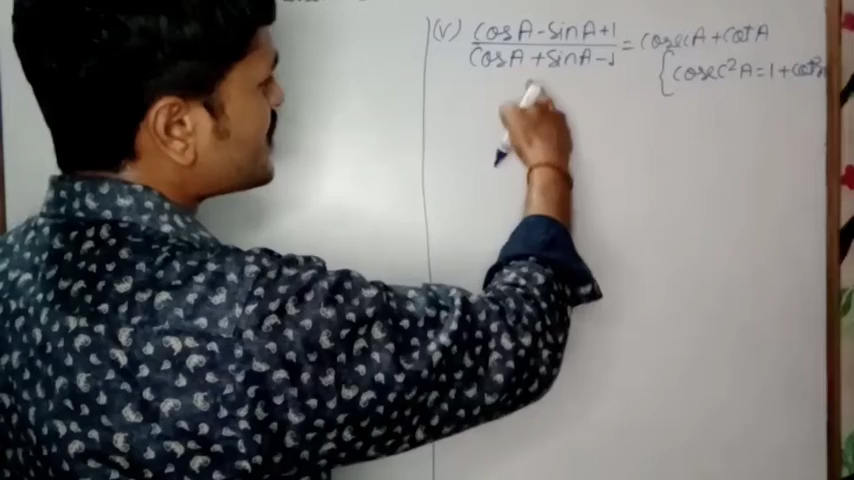 (v) cosA - sinA + 1 / cosA + sinA - 1 = cosecA + cotA
{cosec²A = 1 + cot²A